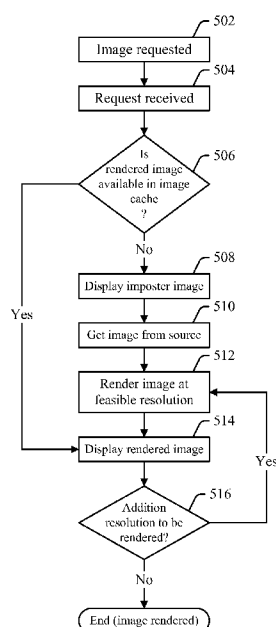 502
Image requested
504
Request received
506
Is
rendered image
available in image
cache
?
No
Yes
508
Display imposter image
510
Get image from source
512
Render image at
feasible resolution
514
Display rendered image
516
Addition
resolution to be
rendered?
Yes
No
End (image rendered)